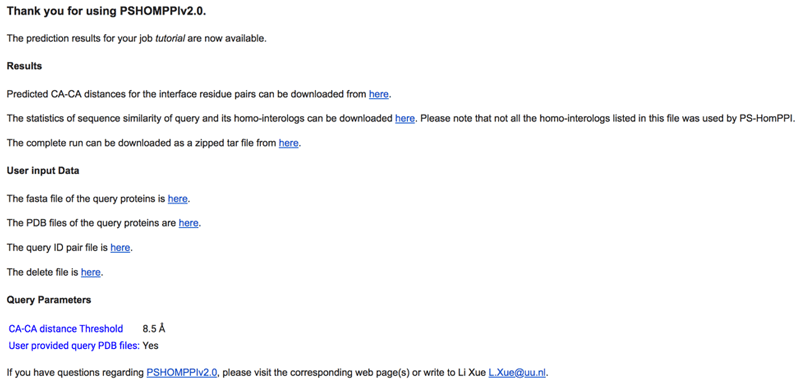 Thank you for using PSHOMPPIv2.0.
The prediction results for your job tutorial are now available.
Results
Predicted CA-CA distances for the interface residue pairs can be downloaded from here.
The statistics of sequence similarity of query and its homo-interologs can be downloaded here. Please note that not all the homo-interologs listed in this file was used by PS-HomPPI.
The complete run can be downloaded as a zipped tar file from here.
User input Data
The fasta file of the query proteins is here.
The PDB files of the query proteins are here.
The query ID pair file is here.
The delete file is here.
Query Parameters
CA-CA distance Threshold 8.5 Å
User provided query PDB files: Yes
If you have questions regarding PSHOMPPIv2.0, please visit the corresponding web page(s) or write to Li Xue L.Xue@uu.nl.